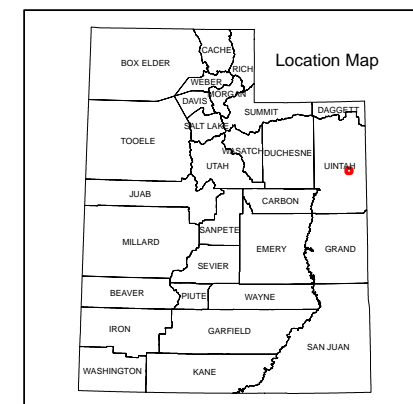 Location Map
CACHE
BOX ELDER
RICH
WEBER
MORGAN
DAVIS
SUMMIT
DAGGETT
SALT LAKE
TOOELE
WASATCH
DUCHESNE
UTAH
UINTAH
JUAB
CARBON
SANPETE
MILLARD
EMERY
GRAND
SEVIER
BEAVER
PIUTE
WAYNE
IRON
GARFIELD
SAN JUAN
WASHINGTON
KANE